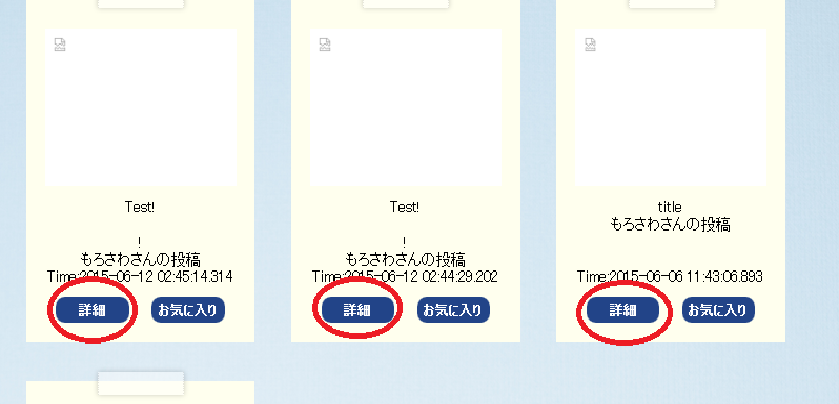 Test!
!
もろさわさんの投稿
Time:2015-06-12 02:45:14.314
詳細 お気に入り
Test!
!
もろさわさんの投稿
Time:2015-06-12 02:44:29.202
詳細 お気に入り
title
もろさわさんの投稿
Time:2015-06-06 11:43:06.893
詳細 お気に入り